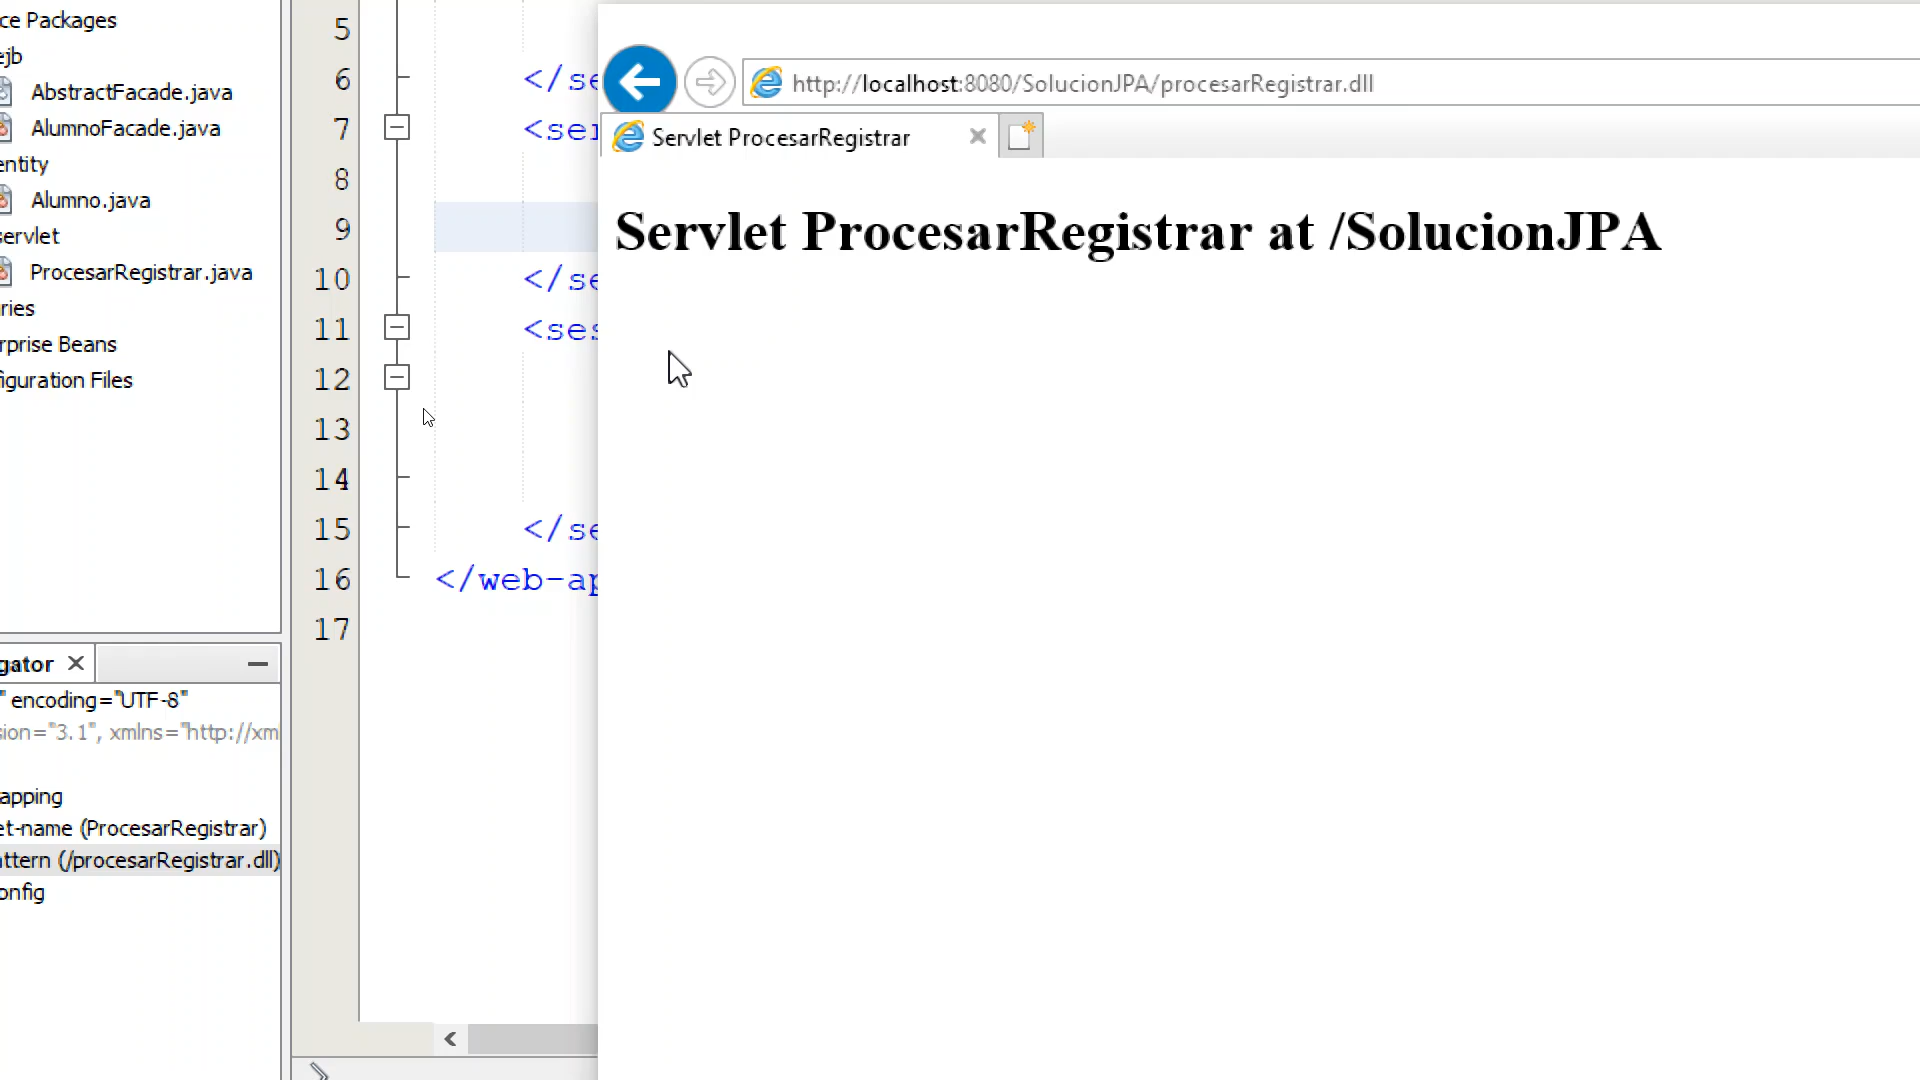 ce Packages
ejb
AbstractFacade.java
AlumnoFacade.java
entity
Alumno.java
servlet
ProcesarRegistrar.java
ries
rprise Beans
figuration Files
gator
" encoding="UTF-8"
sion="3.1", xmlns="http://xml
apping
et-name (ProcesarRegistrar)
attern (/procesarRegistrar.dll)
onfig
5
6 </se
7 <ser
8
9
10 </se
11 <ses
12
13
14
15 </se
16 </web-ap
17
http://localhost:8080/SolucionJPA/procesarRegistrar.dll
Servlet ProcesarRegistrar
Servlet ProcesarRegistrar at /SolucionJPA